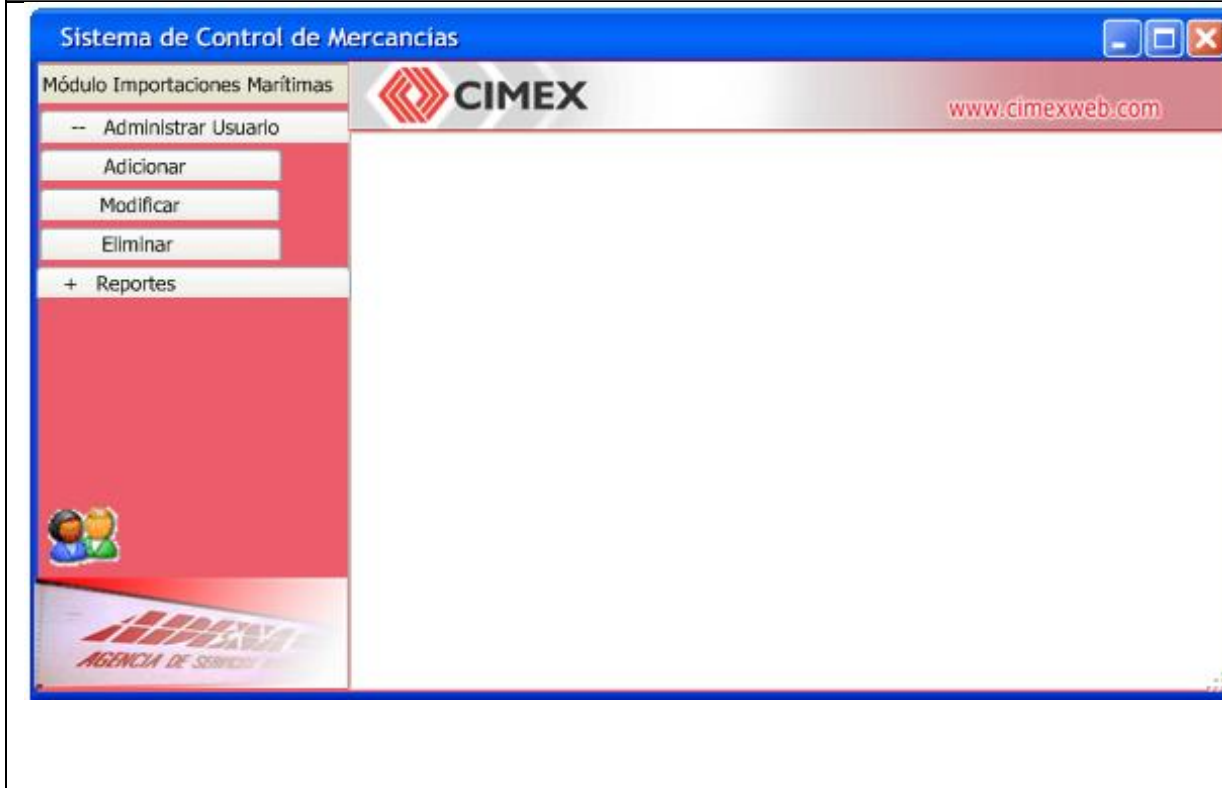 Sistema de Control de Mercancías
Módulo Importaciones Marítimas
CIMEX
www.cimexweb.com
-- Administrar Usuario
Adicionar
Modificar
Eliminar
+ Reportes
AGENCIA DE